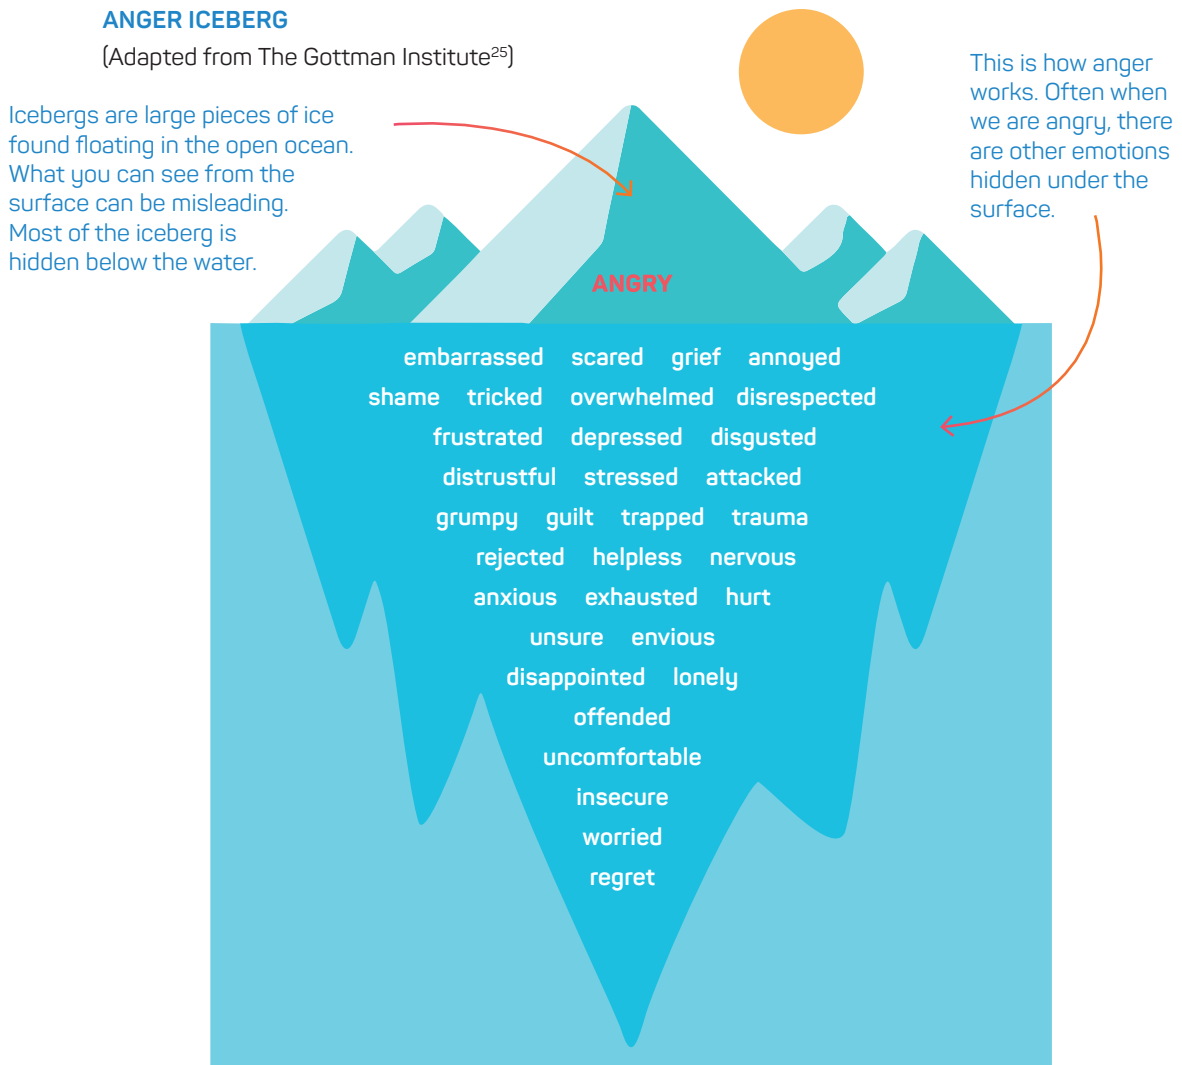 ANGER ICEBERG
(Adapted from The Gottman Institute25)
Icebergs are large pieces of ice
found floating in the open ocean.
What you can see from the
surface can be misleading.
Most of the iceberg is
hidden below the water.
This is how anger
works. Often when
we are angry, there
are other emotions
hidden under the
surface.
ANGRY
embarrassed scared grief annoyed
shame tricked overwhelmed disrespected
frustrated depressed disgusted
distrustful stressed attacked
grumpy guilt trapped trauma
rejected helpless nervous
anxious exhausted hurt
unsure envious
disappointed lonely
offended
uncomfortable
insecure
worried
regret